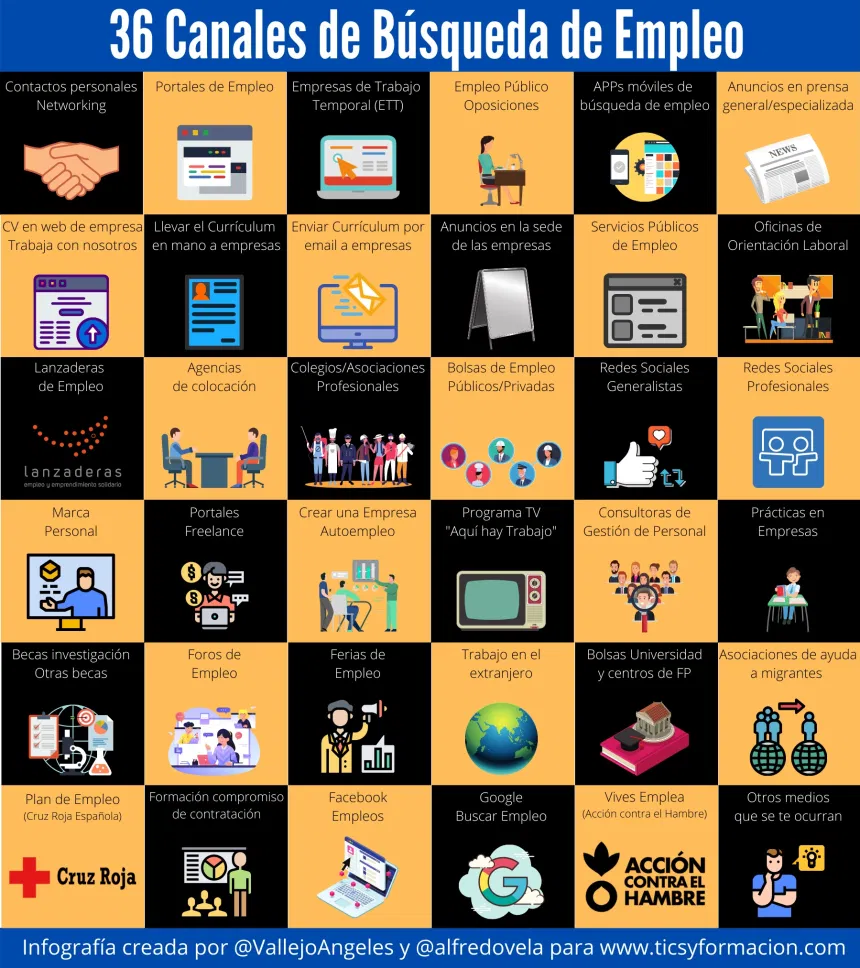 36 Canales de Búsqueda de Empleo
Contactos personales
Networking
Portales de Empleo
Empresas de Trabajo
Temporal (ETT)
Empleo Público
Oposiciones
APPs móviles de
búsqueda de empleo
Anuncios en prensa
general/especializada
NEWS
CV en web de empresa
Trabaja con nosotros
Llevar el Currículum
en mano a empresas
Enviar Currículum por
email a empresas
Anuncios en la sede
de las empresas
Servicios Públicos
de Empleo
Oficinas de
Orientación Laboral
Lanzaderas
de Empleo
lanzaderas
empleo y emprendimiento solidario
Agencias
de colocación
Colegios/Asociaciones
Profesionales
Bolsas de Empleo
Públicos/Privadas
Redes Sociales
Generalistas
Redes Sociales
Profesionales
Marca
Personal
Portales
Freelance
Crear una Empresa
Autoempleo
Programa TV
"Aquí hay Trabajo"
Consultoras de
Gestión de Personal
Prácticas en
Empresas
Becas investigación
Otras becas
Foros de
Empleo
Ferias de
Empleo
Trabajo en el
extranjero
Bolsas Universidad
y centros de FP
Asociaciones de ayuda
a migrantes
Plan de Empleo
(Cruz Roja Española)
Cruz Roja
Formación compromiso
de contratación
Facebook
Empleos
Google
Buscar Empleo
G
Vives Emplea
(Acción contra el Hambre)
ACCIÓN
CONTRA EL
HAMBRE
Otros medios
que se te ocurran
Infografía creada por @VallejoAngeles y @alfredovela para www.ticsyformacion.com